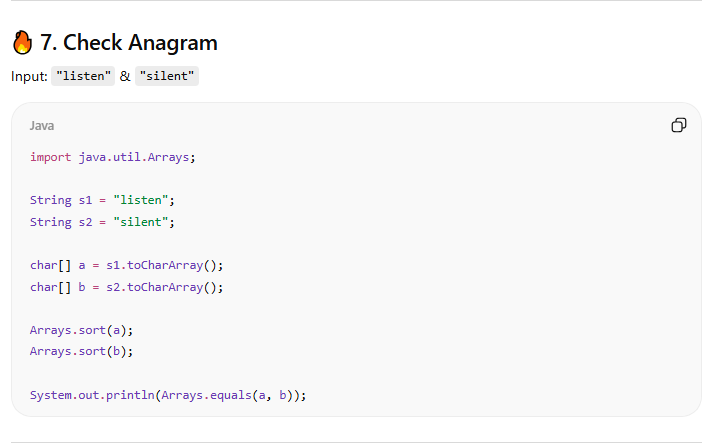 🔥 7. Check Anagram
Input: "listen" & "silent"
Java
import java.util.Arrays;
String s1 = "listen";
String s2 = "silent";
char[] a = s1.toCharArray();
char[] b = s2.toCharArray();
Arrays.sort(a);
Arrays.sort(b);
System.out.println(Arrays.equals(a, b));